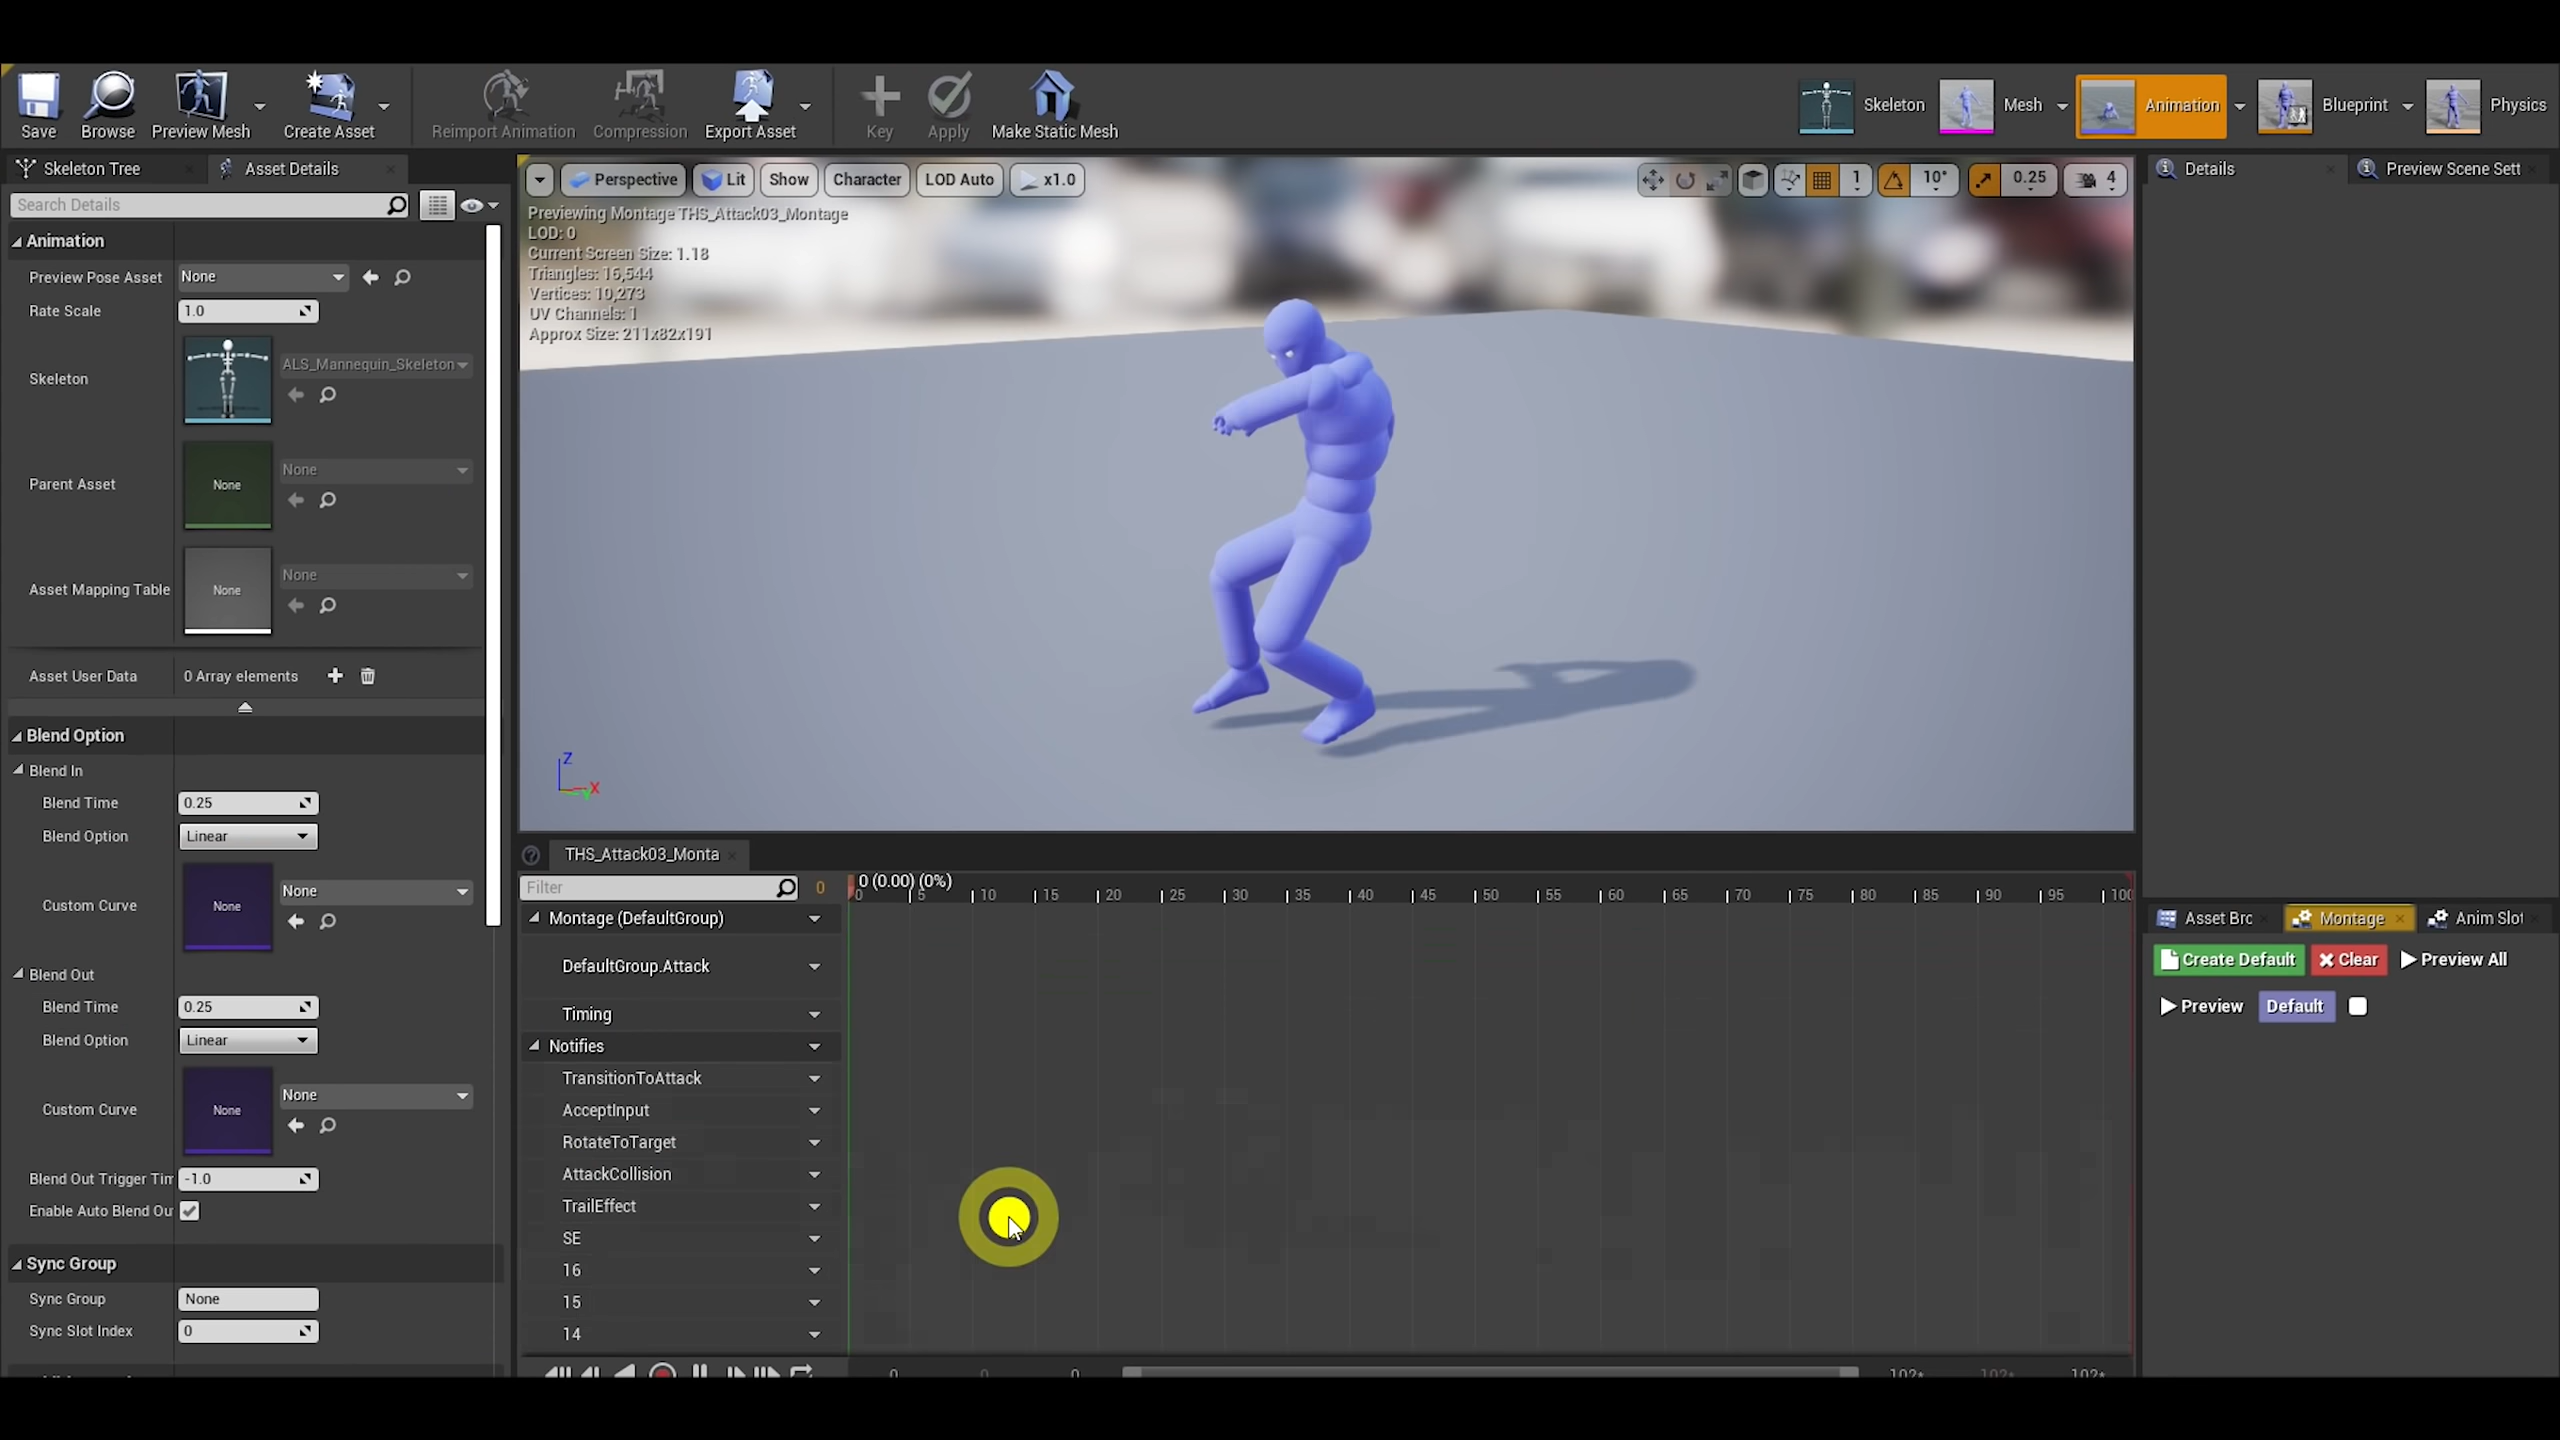 Save
Browse
Preview Mesh
Create Asset
Reimport Animation
Compression
Export Asset
Key
Apply
Make Static Mesh
Skeleton
Mesh
Animation
Blueprint
Physics
Skeleton Tree
Asset Details
Search Details
Animation
Preview Pose Asset None
Rate Scale 1.0
Skeleton ALS_Mannequin_Skeleton
Parent Asset None None
Asset Mapping Table None None
Asset User Data 0 Array elements
Blend Option
Blend In
Blend Time 0.25
Blend Option Linear
Custom Curve None None
Blend Out
Blend Time 0.25
Blend Option Linear
Custom Curve None None
Blend Out Trigger Tim -1.0
Enable Auto Blend Ou
Sync Group
Sync Group None
Sync Slot Index 0
Perspective Lit Show Character LOD Auto x1.0
1 10° 0.25 4
Previewing Montage THS_Attack03_Montage
LOD: 0
Current Screen Size: 1.18
Triangles: 16,544
Vertices: 10,273
UV Channels: 1
Approx Size: 211x82x191
Z
X
Y
THS_Attack03_Monta
Filter 0
0 (0.00) (0%)
0 5 10 15 20 25 30 35 40 45 50 55 60 65 70 75 80 85 90 95 100
Montage (DefaultGroup)
DefaultGroup.Attack
Timing
Notifies
TransitionToAttack
AcceptInput
RotateToTarget
AttackCollision
TrailEffect
SE
16
15
14
0 0 0 102+ 102+ 102+
Details
Preview Scene Sett
Asset Bro
Montage
Anim Slot
Create Default Clear Preview All
Preview Default